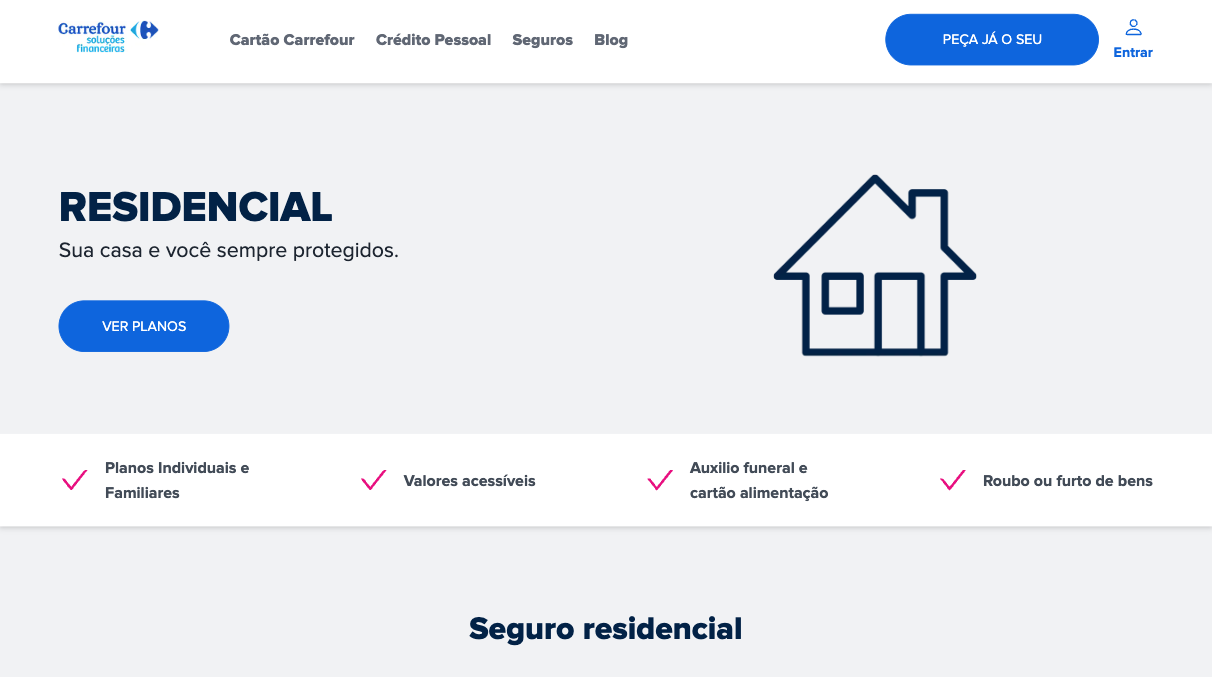 Carrefour
soluções
financeiras
Cartão Carrefour
Crédito Pessoal
Seguros
Blog
PEÇA JÁ O SEU
Entrar
RESIDENCIAL
Sua casa e você sempre protegidos.
VER PLANOS
Planos Individuais e
Familiares
Valores acessíveis
Auxilio funeral e
cartão alimentação
Roubo ou furto de bens
Seguro residencial